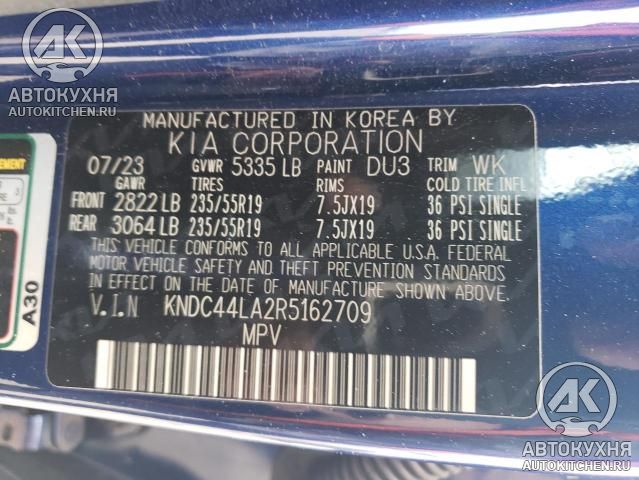 АВТОКУХНЯ
AUTOKITCHEN.RU
MANUFACTURED IN KOREA BY
KIA CORPORATION
07/23 GVWR 5335 LB PAINT DU3 TRIM WK
GAWR TIRES RIMS COLD TIRE INFL
FRONT 2822 LB 235/55R19 7.5JX19 36 PSI SINGLE
REAR 3064 LB 235/55R19 7.5JX19 36 PSI SINGLE
THIS VEHICLE CONFORMS TO ALL APPLICABLE U.S.A. FEDERAL
MOTOR VEHICLE SAFETY AND THEFT PREVENTION STANDARDS
IN EFFECT ON THE DATE OF MANUFACTURE SHOWN ABOVE.
V.I.N KNDC44LA2R5162709
MPV
A30
АВТОКУХНЯ
AUTOKITCHEN.RU